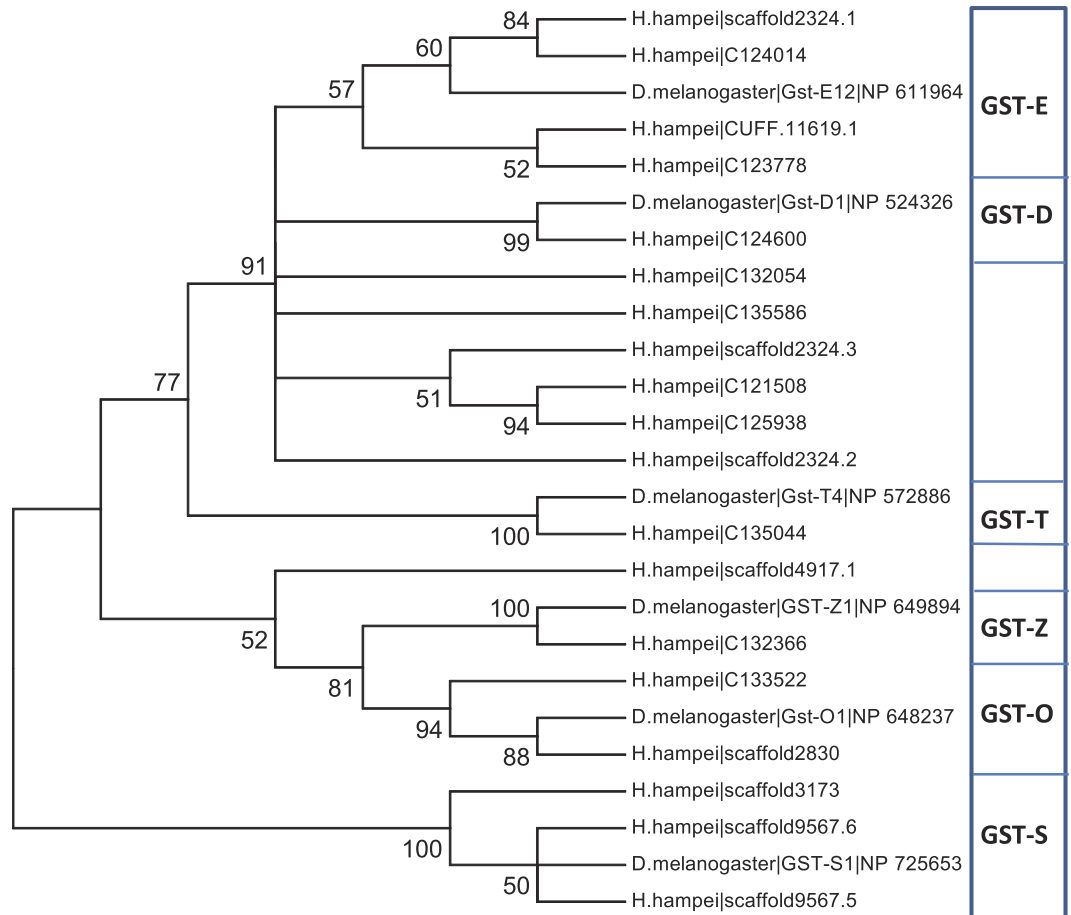 84
H.hampei|scaffold2324.1
60
H.hampei|C124014
57
D.melanogaster|Gst-E12|NP 611964
GST-E
H.hampei|CUFF.11619.1
52
H.hampei|C123778
D.melanogaster|Gst-D1|NP 524326
GST-D
99
H.hampei|C124600
91
H.hampei|C132054
H.hampei|C135586
H.hampei|scaffold2324.3
77
51
H.hampei|C121508
94
H.hampei|C125938
H.hampei|scaffold2324.2
D.melanogaster|Gst-T4|NP 572886
GST-T
100
H.hampei|C135044
H.hampei|scaffold4917.1
100
D.melanogaster|GST-Z1|NP 649894
GST-Z
52
H.hampei|C132366
81
H.hampei|C133522
94
D.melanogaster|Gst-O1|NP 648237
GST-O
88
H.hampei|scaffold2830
H.hampei|scaffold3173
H.hampei|scaffold9567.6
GST-S
100
D.melanogaster|GST-S1|NP 725653
50
H.hampei|scaffold9567.5